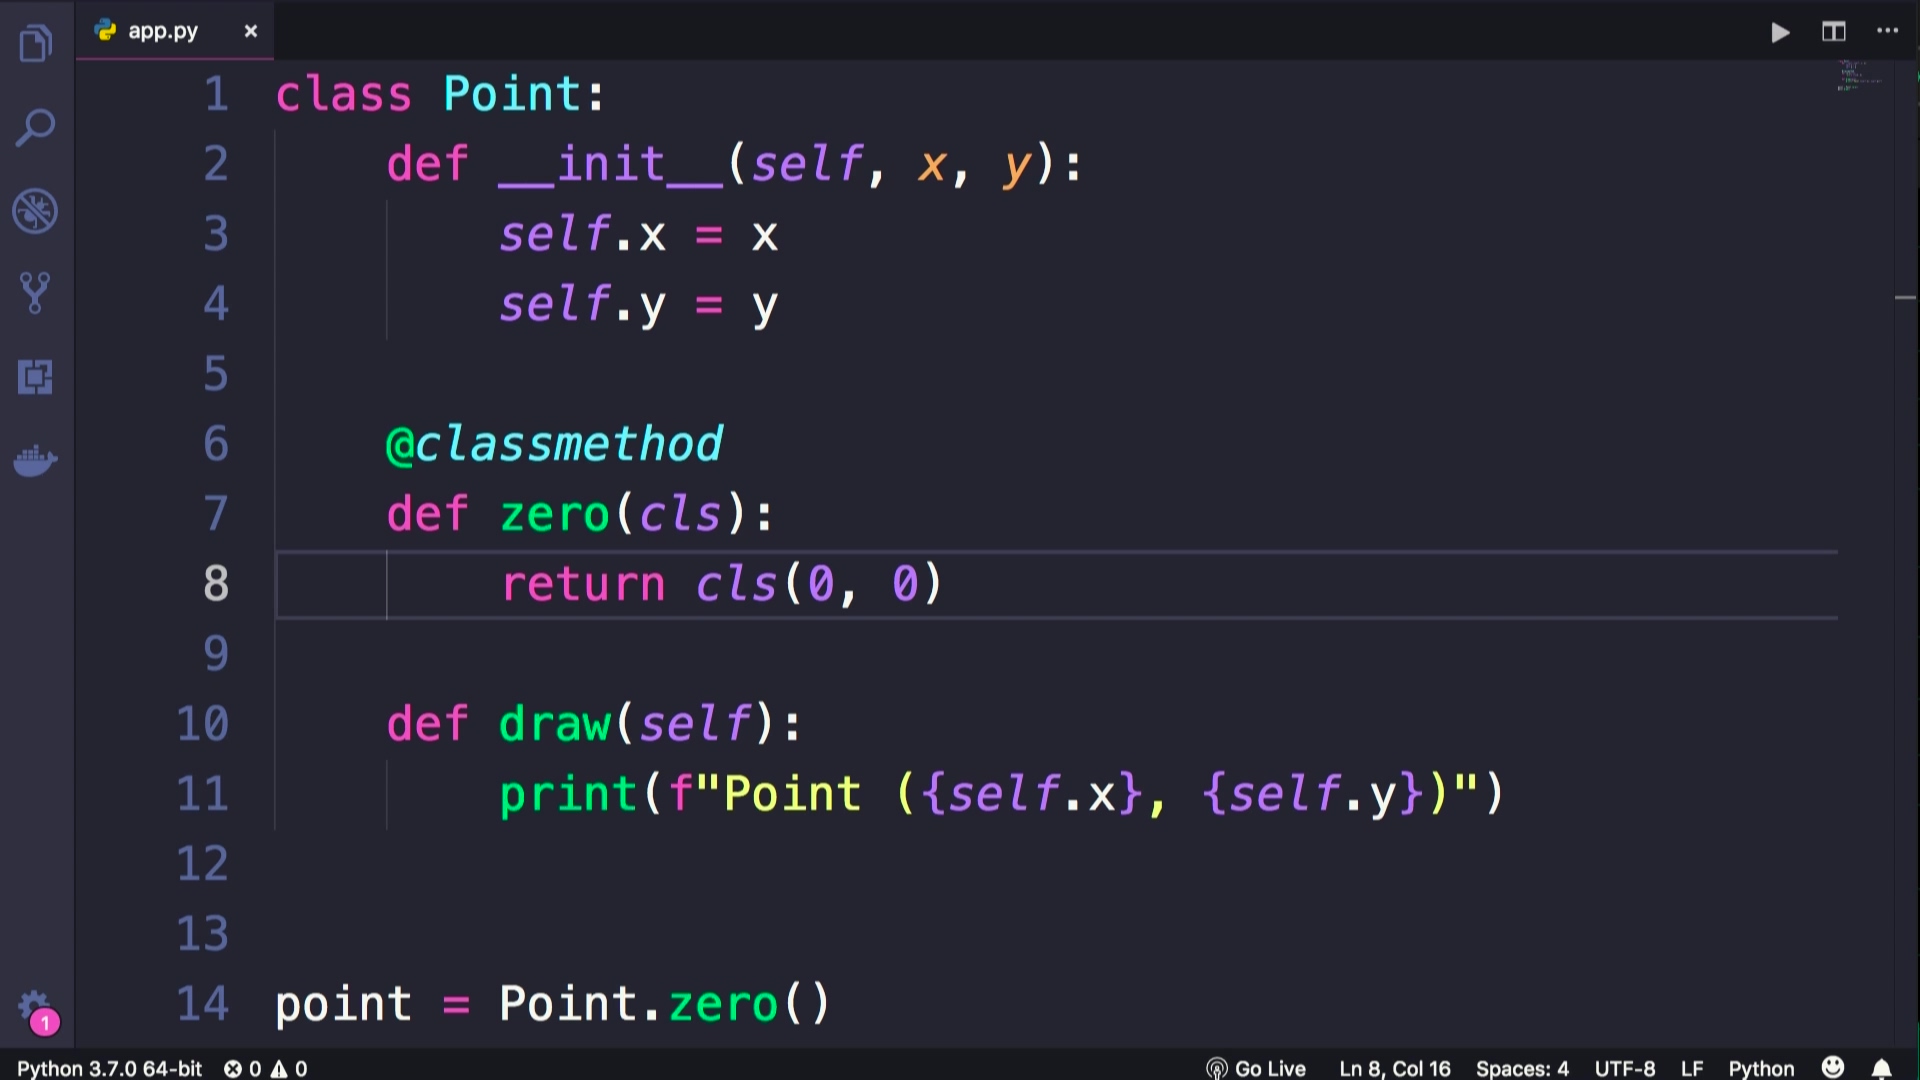 app.py
1 class Point:
2     def __init__(self, x, y):
3         self.x = x
4         self.y = y
5
6     @classmethod
7     def zero(cls):
8         return cls(0, 0)
9
10     def draw(self):
11         print(f"Point ({self.x}, {self.y})")
12
13
14 point = Point.zero()
1
Python 3.7.0 64-bit 0 0 Go Live Ln 8, Col 16 Spaces: 4 UTF-8 LF Python